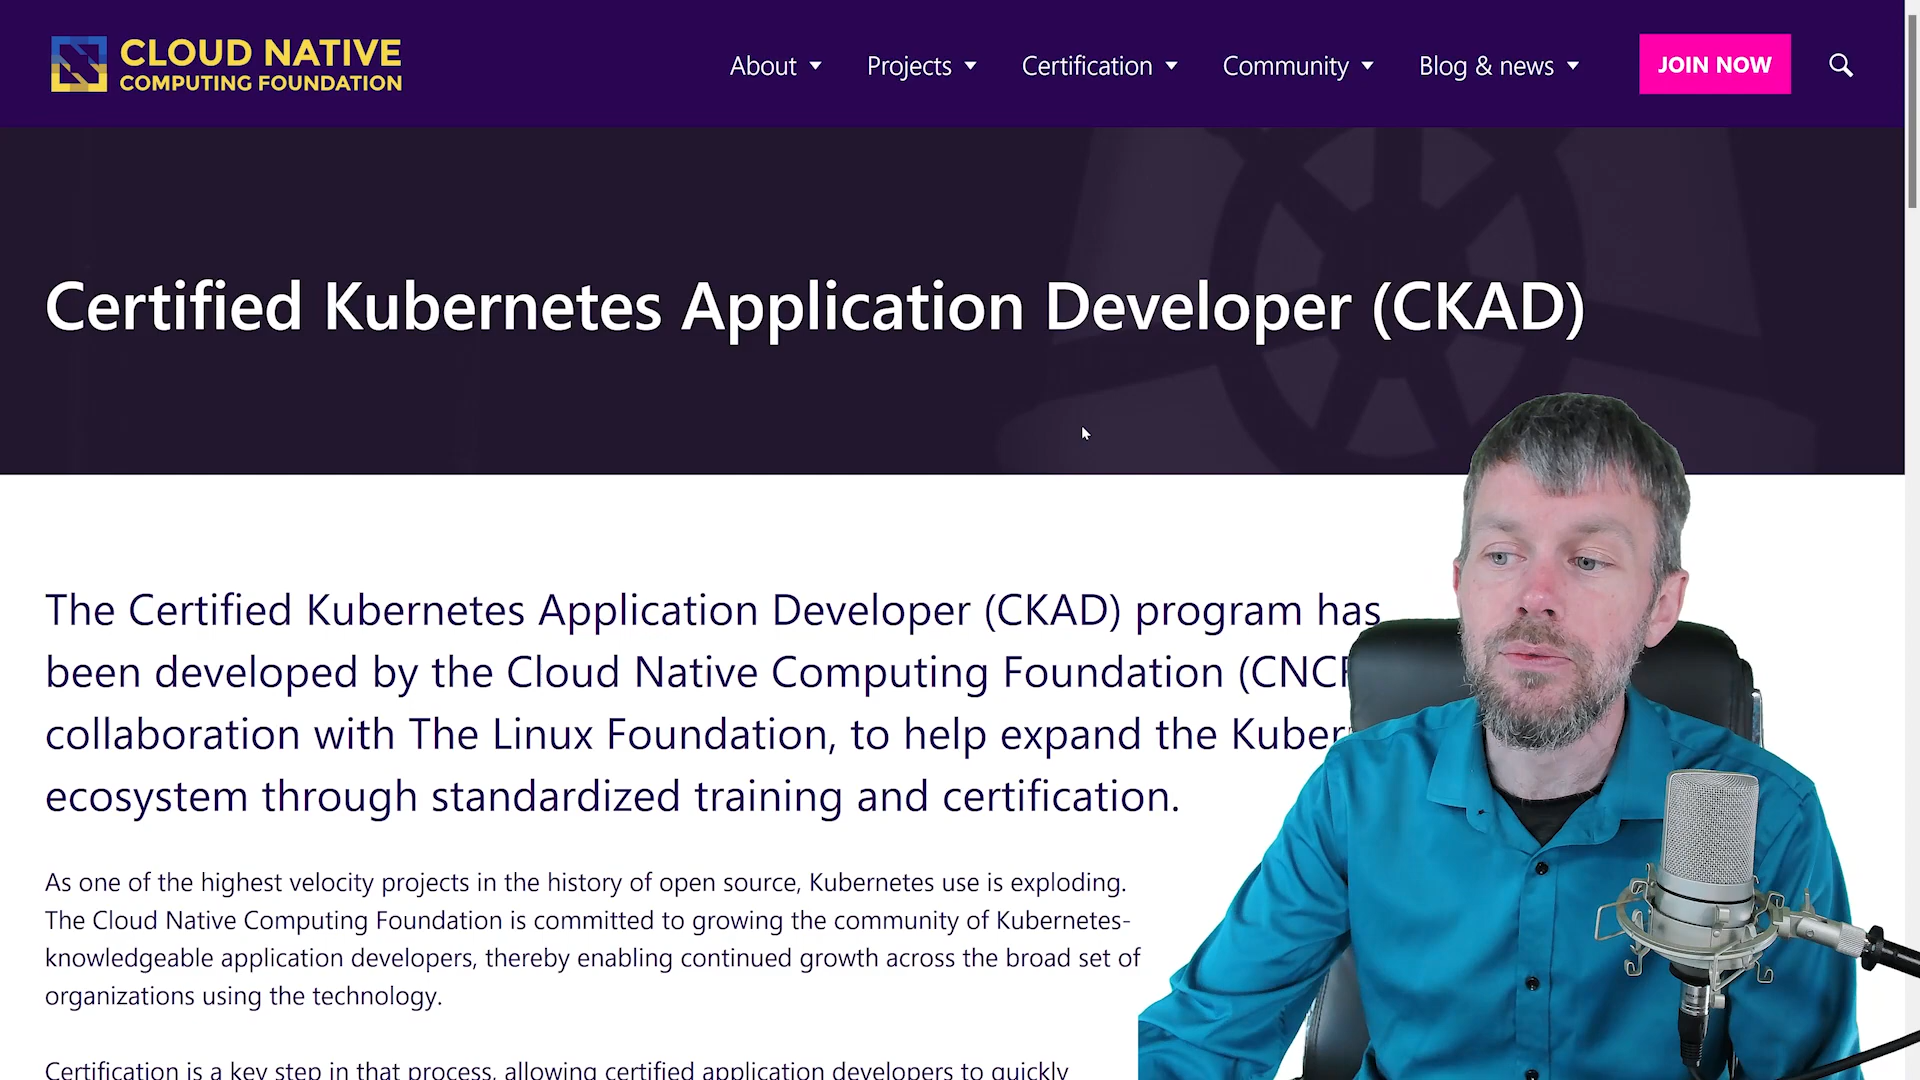 CLOUD NATIVE
COMPUTING FOUNDATION
About
Projects
Certification
Community
Blog & news
JOIN NOW
Certified Kubernetes Application Developer (CKAD)
The Certified Kubernetes Application Developer (CKAD) program has
been developed by the Cloud Native Computing Foundation
collaboration with The Linux Foundation, to help expand the
ecosystem through standardized training and certification.
As one of the highest velocity projects in the history of open source, Kubernetes use is exploding.
The Cloud Native Computing Foundation is committed to growing the community of Kubernetes-
knowledgeable application developers, thereby enabling continued growth across the broad set of
organizations using the technology.
Certification is a key step in that process, allowing certified application developers to quickly